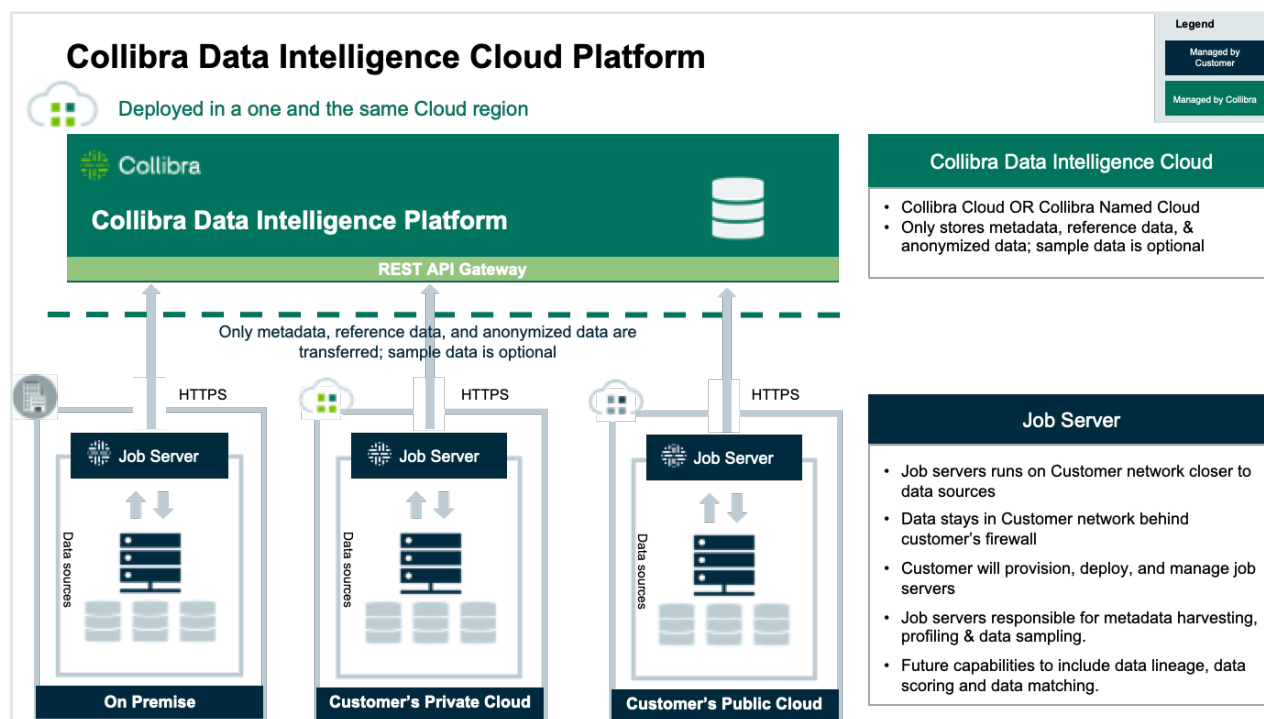 Legend
Managed by
Customer
Managed by Collibra
Collibra Data Intelligence Cloud Platform
Deployed in a one and the same Cloud region
Collibra
Collibra Data Intelligence Platform
REST API Gateway
Collibra Data Intelligence Cloud
• Collibra Cloud OR Collibra Named Cloud
• Only stores metadata, reference data, &
anonymized data; sample data is optional
Only metadata, reference data, and anonymized data are
transferred; sample data is optional
HTTPS
HTTPS
HTTPS
Job Server
Job Server
Job Server
Data sources
Data sources
Data sources
On Premise
Customer's Private Cloud
Customer's Public Cloud
Job Server
• Job servers runs on Customer network closer to
data sources
• Data stays in Customer network behind
customer's firewall
• Customer will provision, deploy, and manage job
servers
• Job servers responsible for metadata harvesting,
profiling & data sampling.
• Future capabilities to include data lineage, data
scoring and data matching.